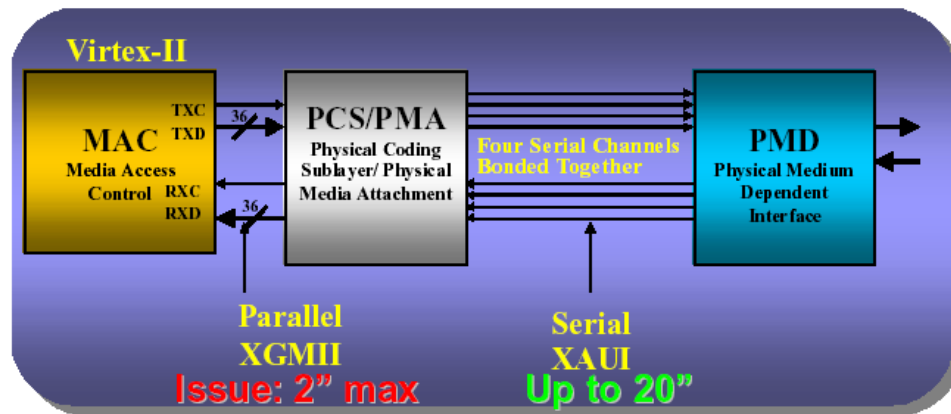 Virtex-II
MAC
Media Access
Control
TXC
TXD
36
RXC
RXD
36
PCS/PMA
Physical Coding
Sublayer/ Physical
Media Attachment
Four Serial Channels
Bonded Together
PMD
Physical Medium
Dependent
Interface
Parallel
XGMII
Issue: 2” max
Serial
XAUI
Up to 20”